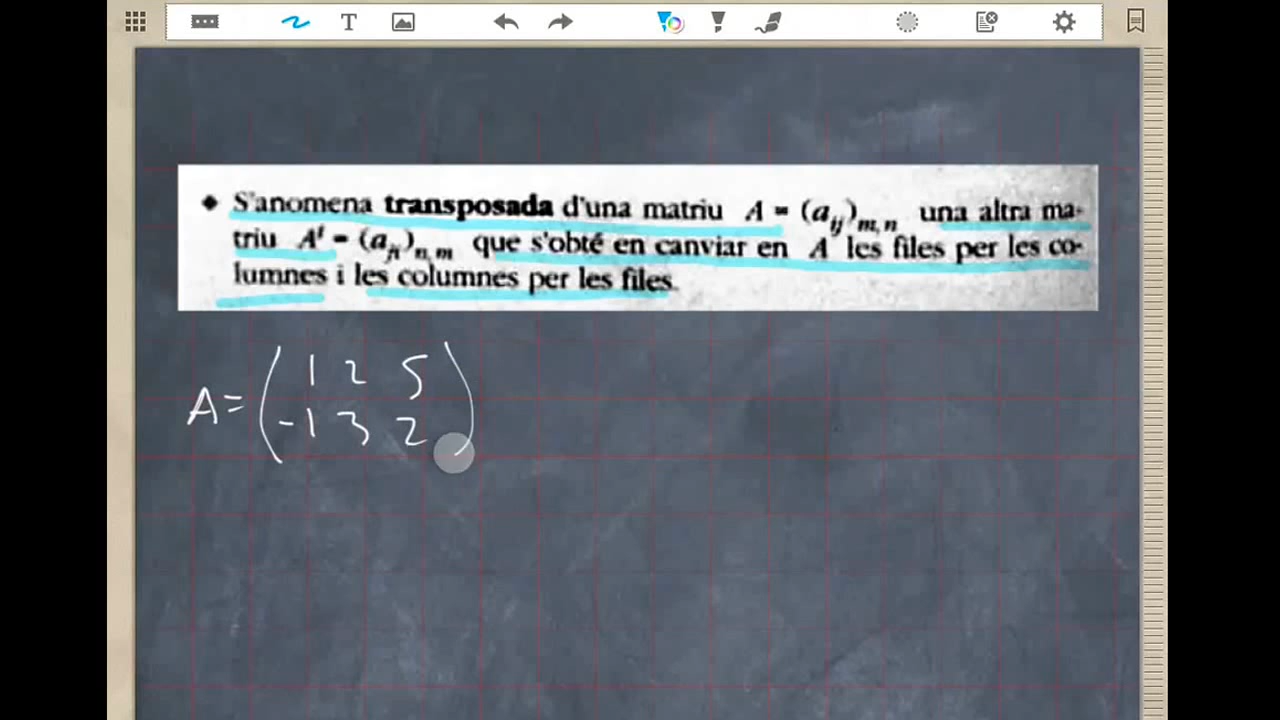 T
◆ S'anomena transposada d'una matriu A = (aij)m,n una altra ma-
triu At = (aji)n,m que s'obté en canviar en A les files per les co-
lumnes i les columnes per les files.
A = ( 1 2 5
-1 3 2 )